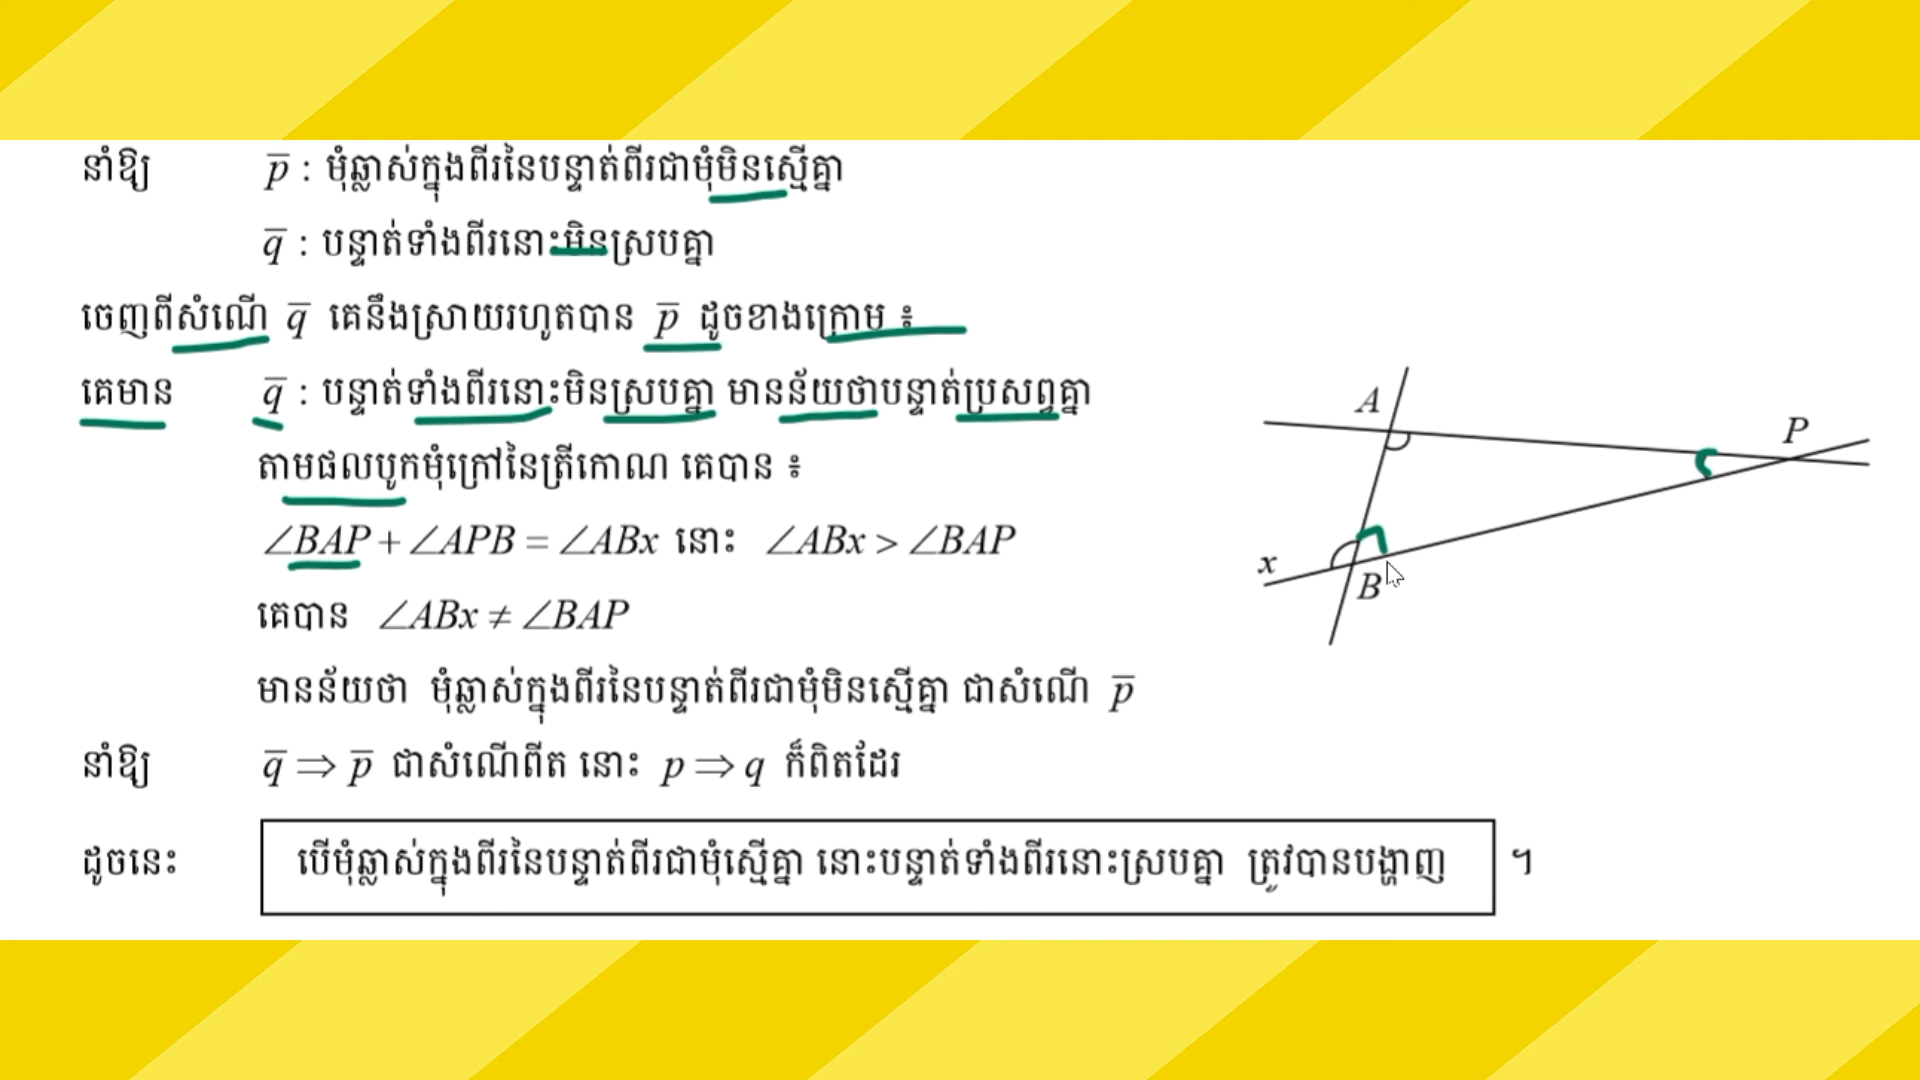 នាំឱ្យ p̅ : មុំឆ្លាស់ក្នុងពីរនៃបន្ទាត់ពីរជាមុំមិនស្មើគ្នា
q̅ : បន្ទាត់ទាំងពីរនោះមិនស្របគ្នា
ចេញពីសំណើ q̅ គេនឹងស្រាយរហូតបាន p̅ ដូចខាងក្រោម ៖
គេមាន q̅ : បន្ទាត់ទាំងពីរនោះមិនស្របគ្នា មានន័យថាបន្ទាត់ប្រសព្វគ្នា
តាមផលបូកមុំក្រៅនៃត្រីកោណ គេបាន ៖
∠BAP + ∠APB = ∠ABx នោះ ∠ABx > ∠BAP
គេបាន ∠ABx ≠ ∠BAP
មានន័យថា មុំឆ្លាស់ក្នុងពីរនៃបន្ទាត់ពីរជាមុំមិនស្មើគ្នា ជាសំណើ p̅
នាំឱ្យ q̅ ⇒ p̅ ជាសំណើពីត នោះ p ⇒ q ក៏ពិតដែរ
ដូចនេះ បើមុំឆ្លាស់ក្នុងពីរនៃបន្ទាត់ពីរជាមុំស្មើគ្នា នោះបន្ទាត់ទាំងពីរនោះស្របគ្នា ត្រូវបានបង្ហាញ ។
A
P
x
B